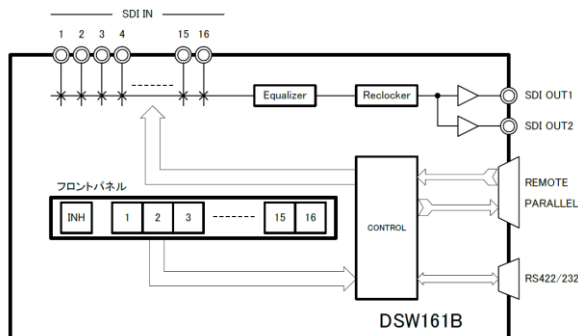 SDI IN
1 2 3 4 15 16
Equalizer Reclocker SDI OUT1
SDI OUT2
フロントパネル
INH 1 2 3 15 16
CONTROL
REMOTE
PARALLEL
RS422/232
DSW161B